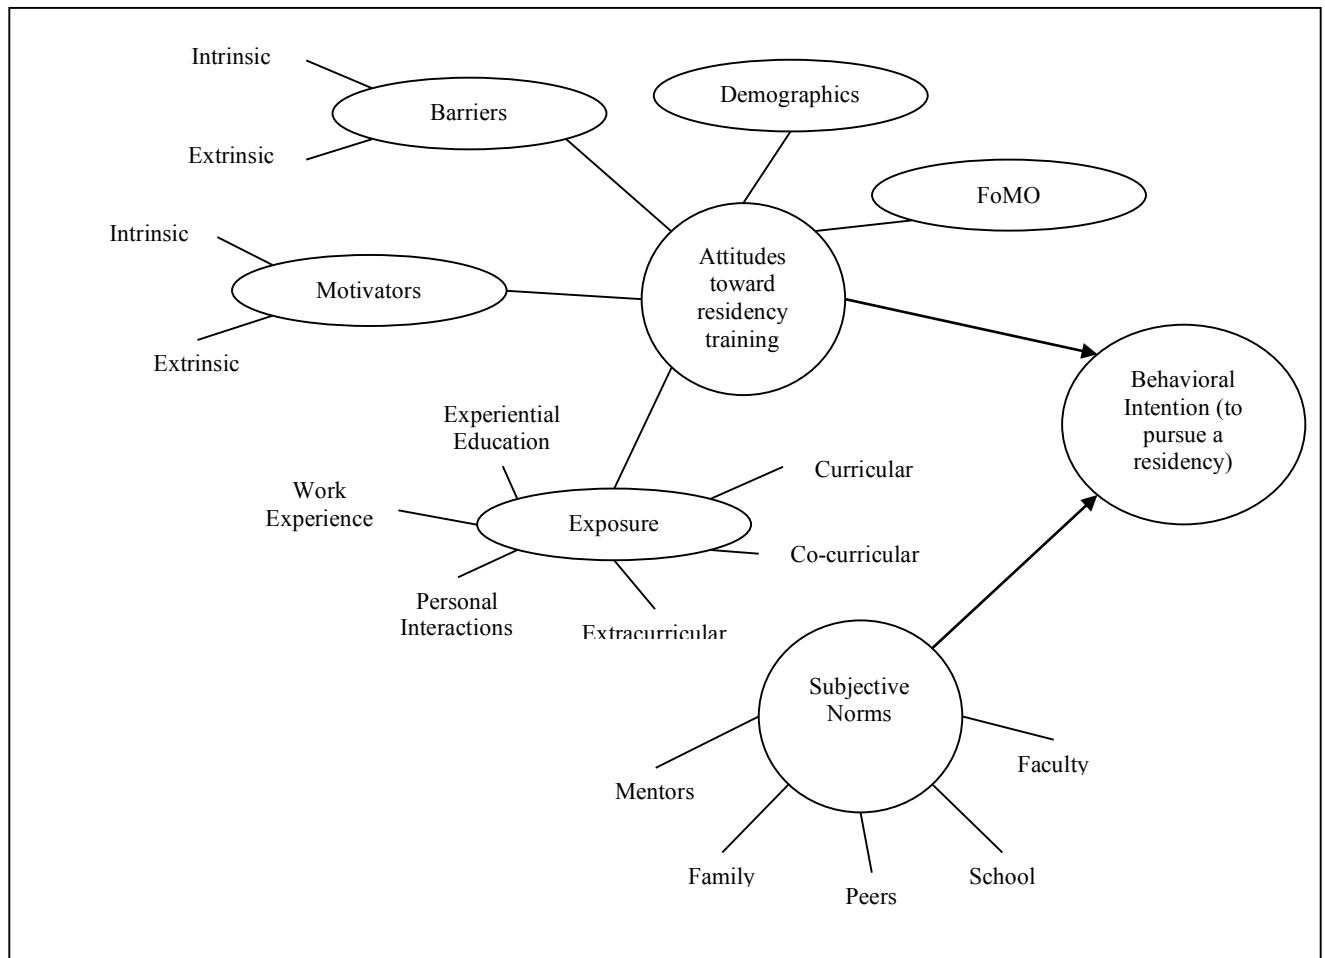 Intrinsic
Barriers
Extrinsic
Demographics
FoMO
Intrinsic
Motivators
Extrinsic
Attitudes
toward
residency
training
Behavioral
Intention (to
pursue a
residency)
Experiential
Education
Work
Experience
Exposure
Curricular
Co-curricular
Personal
Interactions
Extracurricular
Subjective
Norms
Mentors
Family
Peers
School
Faculty